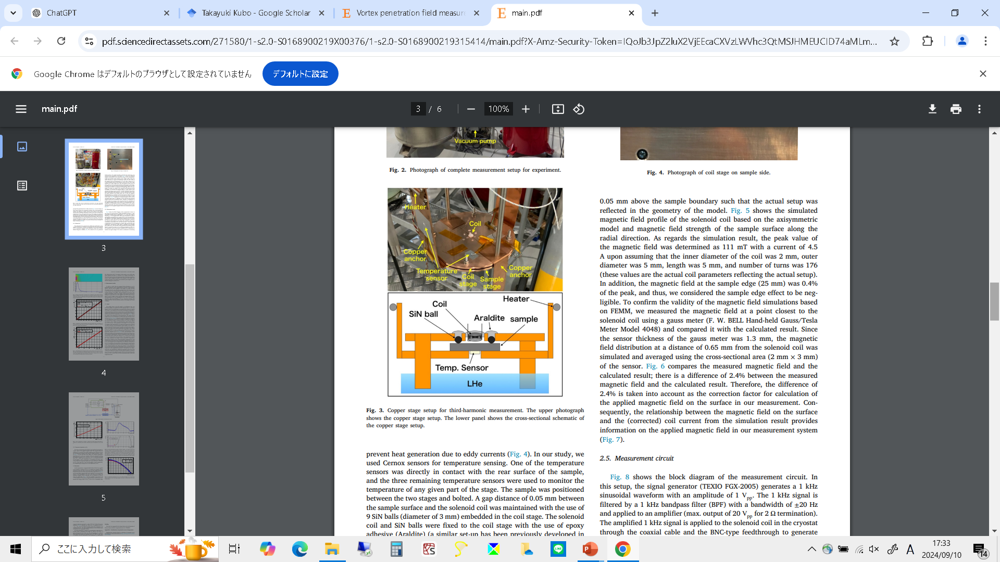 ChatGPT
Takayuki Kubo - Google Scholar
Vortex penetration field measur
main.pdf
pdf.sciencedirectassets.com/271580/1-s2.0-S0168900219X00376/1-s2.0-S0168900219315414/main.pdf?X-Amz-Security-Token=IQoJb3JpZ2luX2VjEEcaCXVzLWVhc3QtMSJHMEUCID74aMLm...
Google Chrome はデフォルトのブラウザとして設定されていません
デフォルトに設定
main.pdf
3 / 6
100%
3
4
5
Vacuum pump
Fig. 2. Photograph of complete measurement setup for experiment.
Heater
Coil
Copper
anchor
Temperature
sensor
Coil
stage
Sample
stage
Copper
anchor
Heater
Coil
SiN ball
Araldite
sample
Temp. Sensor
LHe
Fig. 3. Copper stage setup for third-harmonic measurement. The upper photograph
shows the copper stage setup. The lower panel shows the cross-sectional schematic of
the copper stage setup.
prevent heat generation due to eddy currents (Fig. 4). In our study, we
used Cernox sensors for temperature sensing. One of the temperature
sensors was directly in contact with the rear surface of the sample,
and the three remaining temperature sensors were used to monitor the
temperature of any given part of the stage. The sample was positioned
between the two stages and bolted. A gap distance of 0.05 mm between
the sample surface and the solenoid coil was maintained with the use of
9 SiN balls (diameter of 3 mm) embedded in the coil stage. The solenoid
coil and SiN balls were fixed to the coil stage with the use of epoxy
adhesive (Araldite) (a similar set-up has been previously developed in
Fig. 4. Photograph of coil stage on sample side.
0.05 mm above the sample boundary such that the actual setup was
reflected in the geometry of the model. Fig. 5 shows the simulated
magnetic field profile of the solenoid coil based on the axisymmetric
model and magnetic field strength of the sample surface along the
radial direction. As regards the simulation result, the peak value of
the magnetic field was determined as 111 mT with a current of 4.5
A upon assuming that the inner diameter of the coil was 2 mm, outer
diameter was 5 mm, length was 5 mm, and number of turns was 176
(these values are the actual coil parameters reflecting the actual setup).
In addition, the magnetic field at the sample edge (25 mm) was 0.4%
of the peak, and thus, we considered the sample edge effect to be neg-
ligible. To confirm the validity of the magnetic field simulations based
on FEMM, we measured the magnetic field at a point closest to the
solenoid coil using a gauss meter (F. W. BELL Hand-held Gauss/Tesla
Meter Model 4048) and compared it with the calculated result. Since
the sensor thickness of the gauss meter was 1.3 mm, the magnetic
field distribution at a distance of 0.65 mm from the solenoid coil was
simulated and averaged using the cross-sectional area (2 mm × 3 mm)
of the sensor. Fig. 6 compares the measured magnetic field and the
calculated result; there is a difference of 2.4% between the measured
magnetic field and the calculated result. Therefore, the difference of
2.4% is taken into account as the correction factor for calculation of
the applied magnetic field on the surface in our measurement. Con-
sequently, the relationship between the magnetic field on the surface
and the (corrected) coil current from the simulation result provides
information on the applied magnetic field in our measurement system
(Fig. 7).
2.5. Measurement circuit
Fig. 8 shows the block diagram of the measurement circuit. In
this setup, the signal generator (TEXIO FGX-2005) generates a 1 kHz
sinusoidal waveform with an amplitude of 1 Vpp. The 1 kHz signal is
filtered by a 1 kHz bandpass filter (BPF) with a bandwidth of ±20 Hz
and applied to an amplifier (max. output of 20 Vpp for 2 Ω termination).
The amplified 1 kHz signal is applied to the solenoid coil in the cryostat
through the coaxial cable and the BNC-type feedthrough to generate
ここに入力して検索
A
17:33
2024/09/10
14